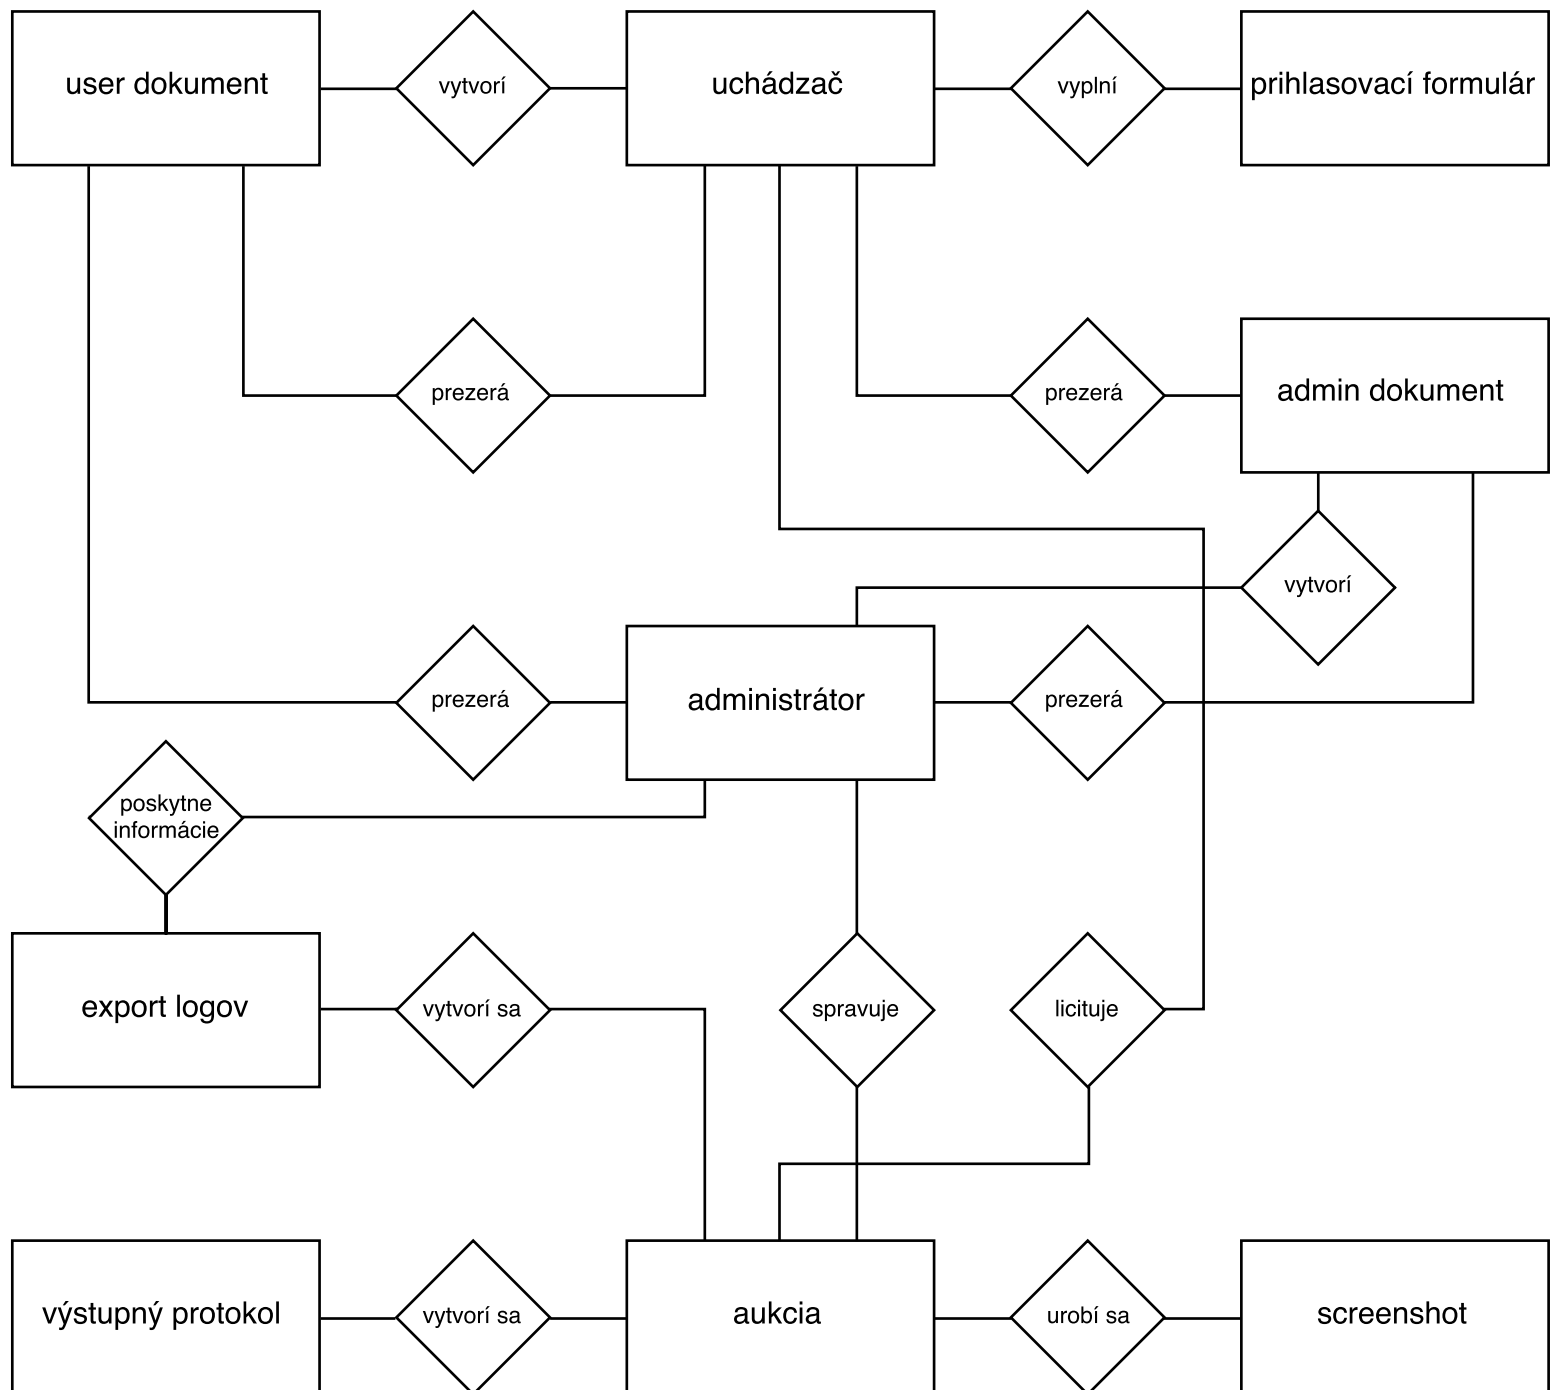 user dokument
vytvorí
uchádzač
vyplní
prihlasovací formulár
prezerá
prezerá
admin dokument
vytvorí
prezerá
administrátor
prezerá
poskytne
informácie
export logov
vytvorí sa
spravuje
licituje
výstupný protokol
vytvorí sa
aukcia
urobí sa
screenshot